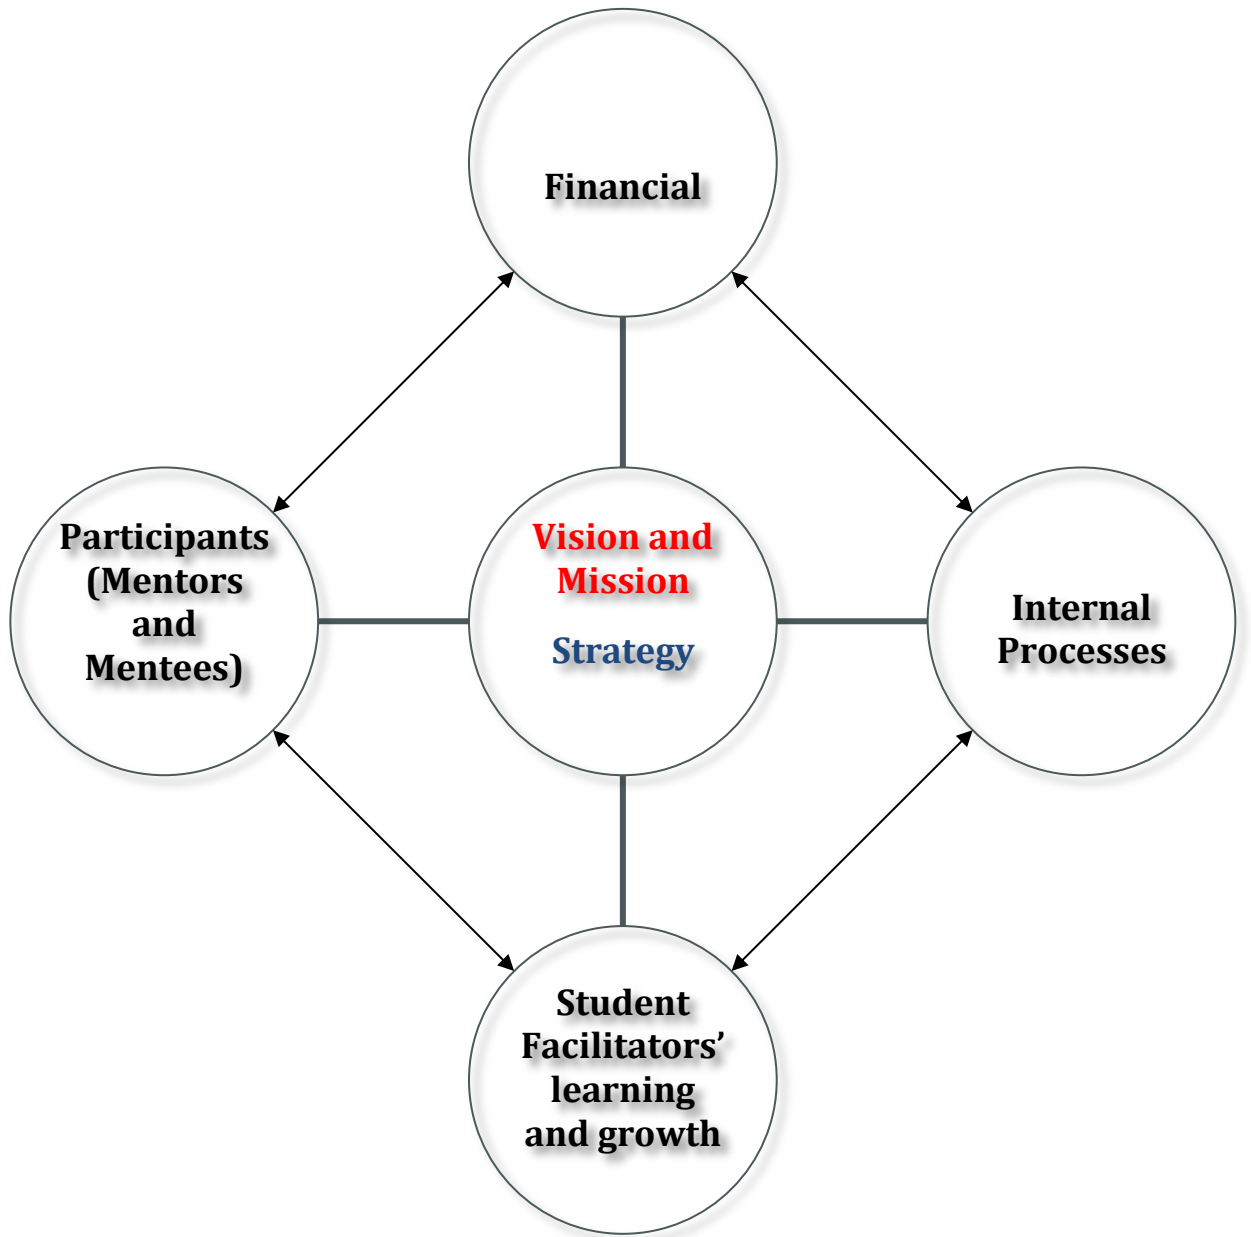 Financial
Participants
(Mentors
and
Mentees)
Vision and
Mission
Strategy
Internal
Processes
Student
Facilitators’
learning
and growth